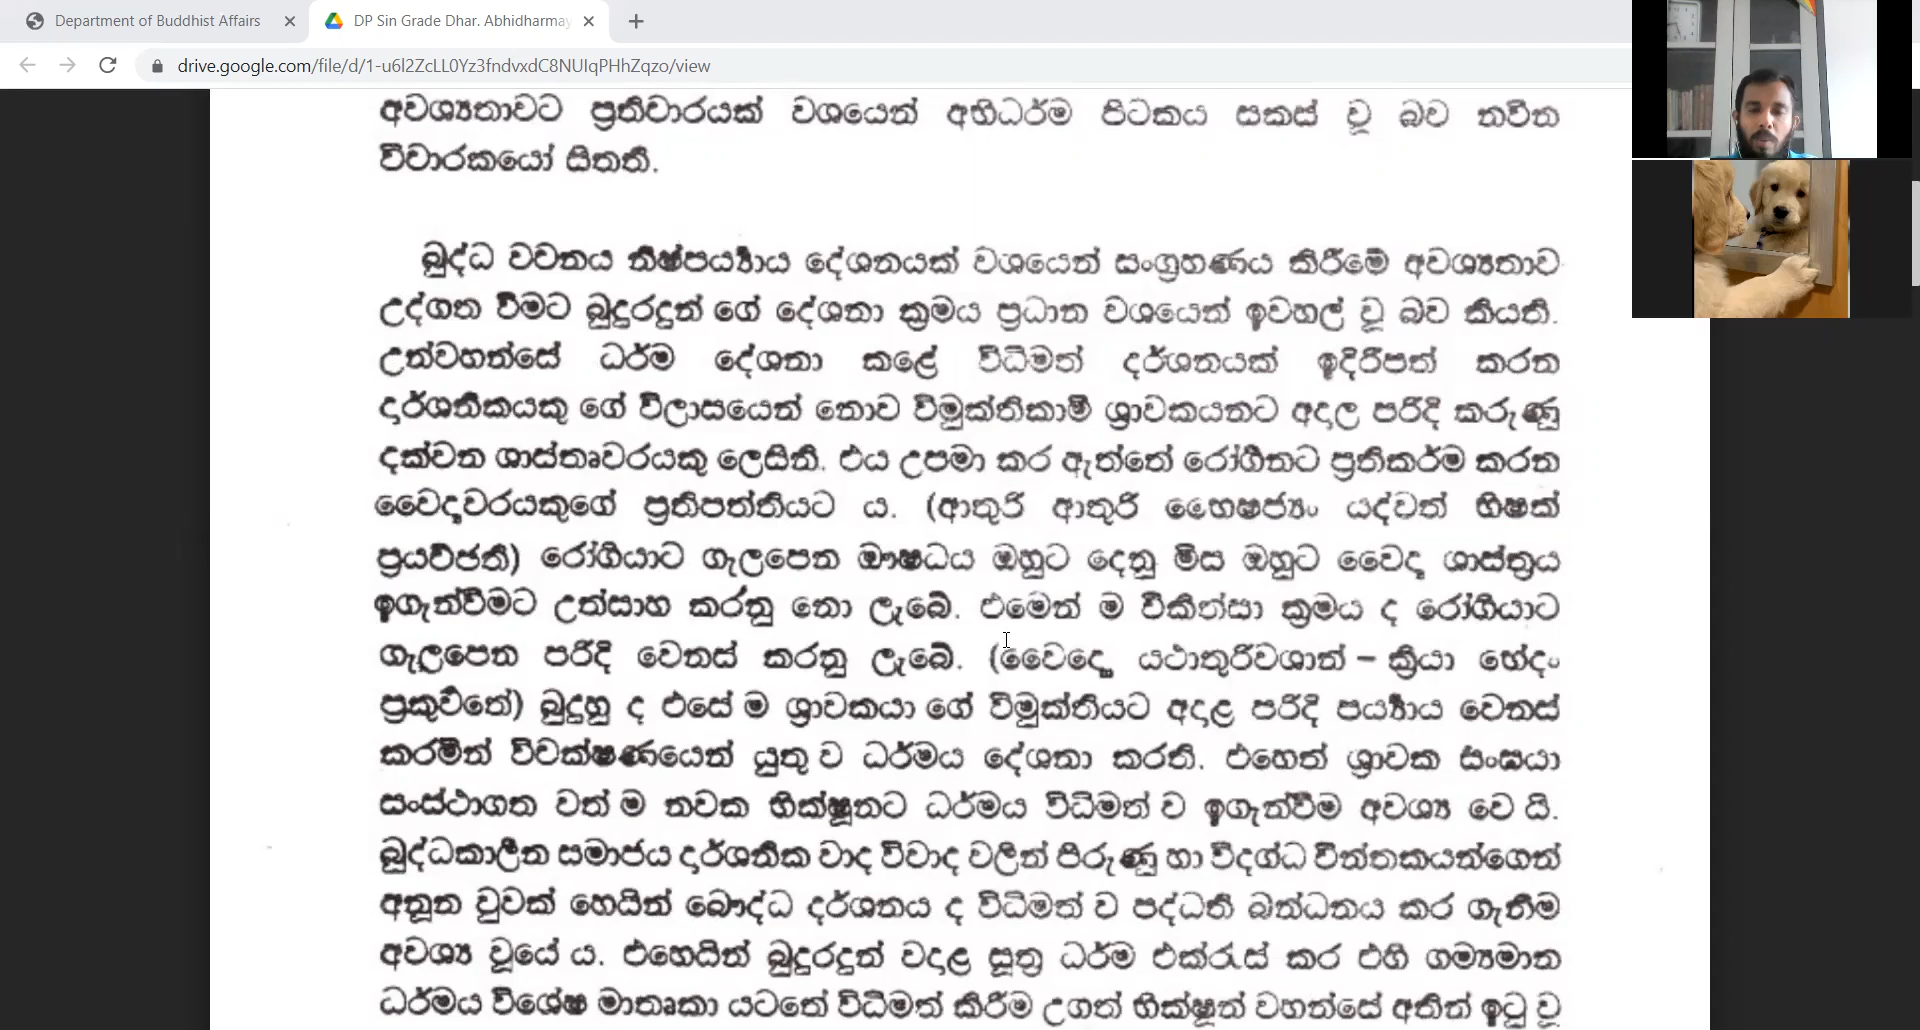 Department of Buddhist Affairs
DP Sin Grade Dhar. Abhidharmay
drive.google.com/file/d/1-u6l2ZcLL0Yz3fndvxdC8NUIqPHhZqzo/view
අවශ්‍යතාවට ප්‍රතිචාරයක් වශයෙන් අභිධර්ම පිටකය සකස් වූ බව නවීන
විචාරකයෝ සිතති.
බුද්ධ වචනය නිෂ්පර්‍ය්‍යාය දේශනයක් වශයෙන් සංග්‍රහණය කිරීමේ අවශ්‍යතාව
උද්ගත වීමට බුදුරදුන් ගේ දේශනා ක්‍රමය ප්‍රධාන වශයෙන් ඉවහල් වූ බව කියති.
උන්වහන්සේ ධර්ම දේශනා කළේ විධිමත් දර්ශනයක් ඉදිරිපත් කරන
දාර්ශනිකයකු ගේ විලාසයෙන් නොව විමුක්තිකාමී ශ්‍රාවකයනට අදාල පරිදි කරුණු
දක්වන ශාස්තෘවරයකු ලෙසිනි. එය උපමා කර ඇත්තේ රෝගීනට ප්‍රතිකර්ම කරන
වෛද්‍යවරයකුගේ ප්‍රතිපත්තියට ය. (ආතුරි ආතුරි භෛෂජ්‍යං යද්වත් භිෂක්
ප්‍රයච්ඡති) රෝගියාට ගැලපෙන ඖෂධය ඔහුට දෙනු මිස ඔහුට වෛද්‍ය ශාස්ත්‍රය
ඉගැන්වීමට උත්සාහ කරනු නො ලැබේ. එමෙන් ම චිකිත්සා ක්‍රමය ද රෝගියාට
ගැලපෙන පරිදි වෙනස් කරනු ලැබේ. (වෛද්‍යො යථාතුරිවශාන් – ක්‍රියා භේදං
ප්‍රකුර්වතේ) බුදුහු ද එසේ ම ශ්‍රාවකයා ගේ විමුක්තියට අදාළ පරිදි පර්‍ය්‍යාය වෙනස්
කරමින් විචක්ෂණයෙන් යුතු ව ධර්මය දේශනා කරති. එහෙත් ශ්‍රාවක සංඝයා
සංස්ථාගත වත් ම නවක භික්ෂූනට ධර්මය විධිමත් ව ඉගැන්වීම අවශ්‍ය වෙ යි.
බුද්ධකාලීන සමාජය දාර්ශනික වාද විවාද වලින් පිරුණු හා විදග්ධ චින්තකයන්ගෙන්
අනූන වුවක් හෙයින් බෞද්ධ දර්ශනය ද විධිමත් ව පද්ධති බන්ධනය කර ගැනීම
අවශ්‍ය වූයේ ය. එහෙයින් බුදුරදුන් වදාළ සූත්‍ර ධර්ම එක්රැස් කර එහි ගම්‍යමාන
ධර්මය විශේෂ මාතෘකා යටතේ විධිමත් කිරීම උගත් භික්ෂූන් වහන්සේ අතින් ඉටු වූ